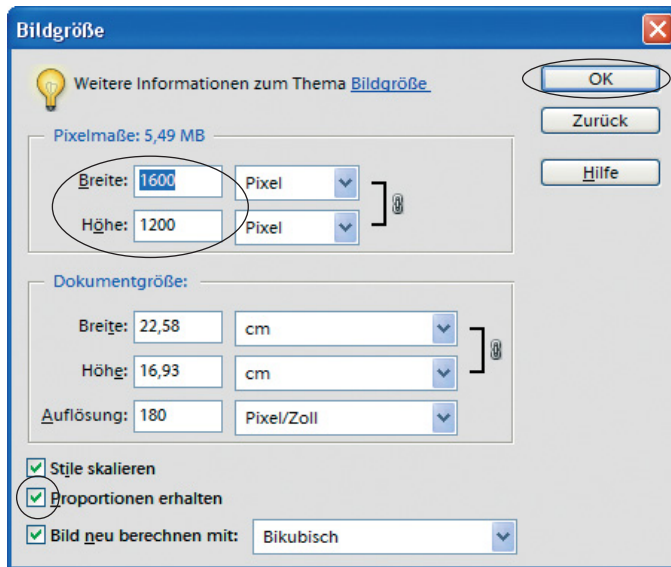 Bildgröße
Weitere Informationen zum Thema Bildgröße
OK
Zurück
Hilfe
Pixelmaße: 5,49 MB
Breite: 1600 Pixel
Höhe: 1200 Pixel
Dokumentgröße:
Breite: 22,58 cm
Höhe: 16,93 cm
Auflösung: 180 Pixel/Zoll
Stile skalieren
Proportionen erhalten
Bild neu berechnen mit: Bikubisch